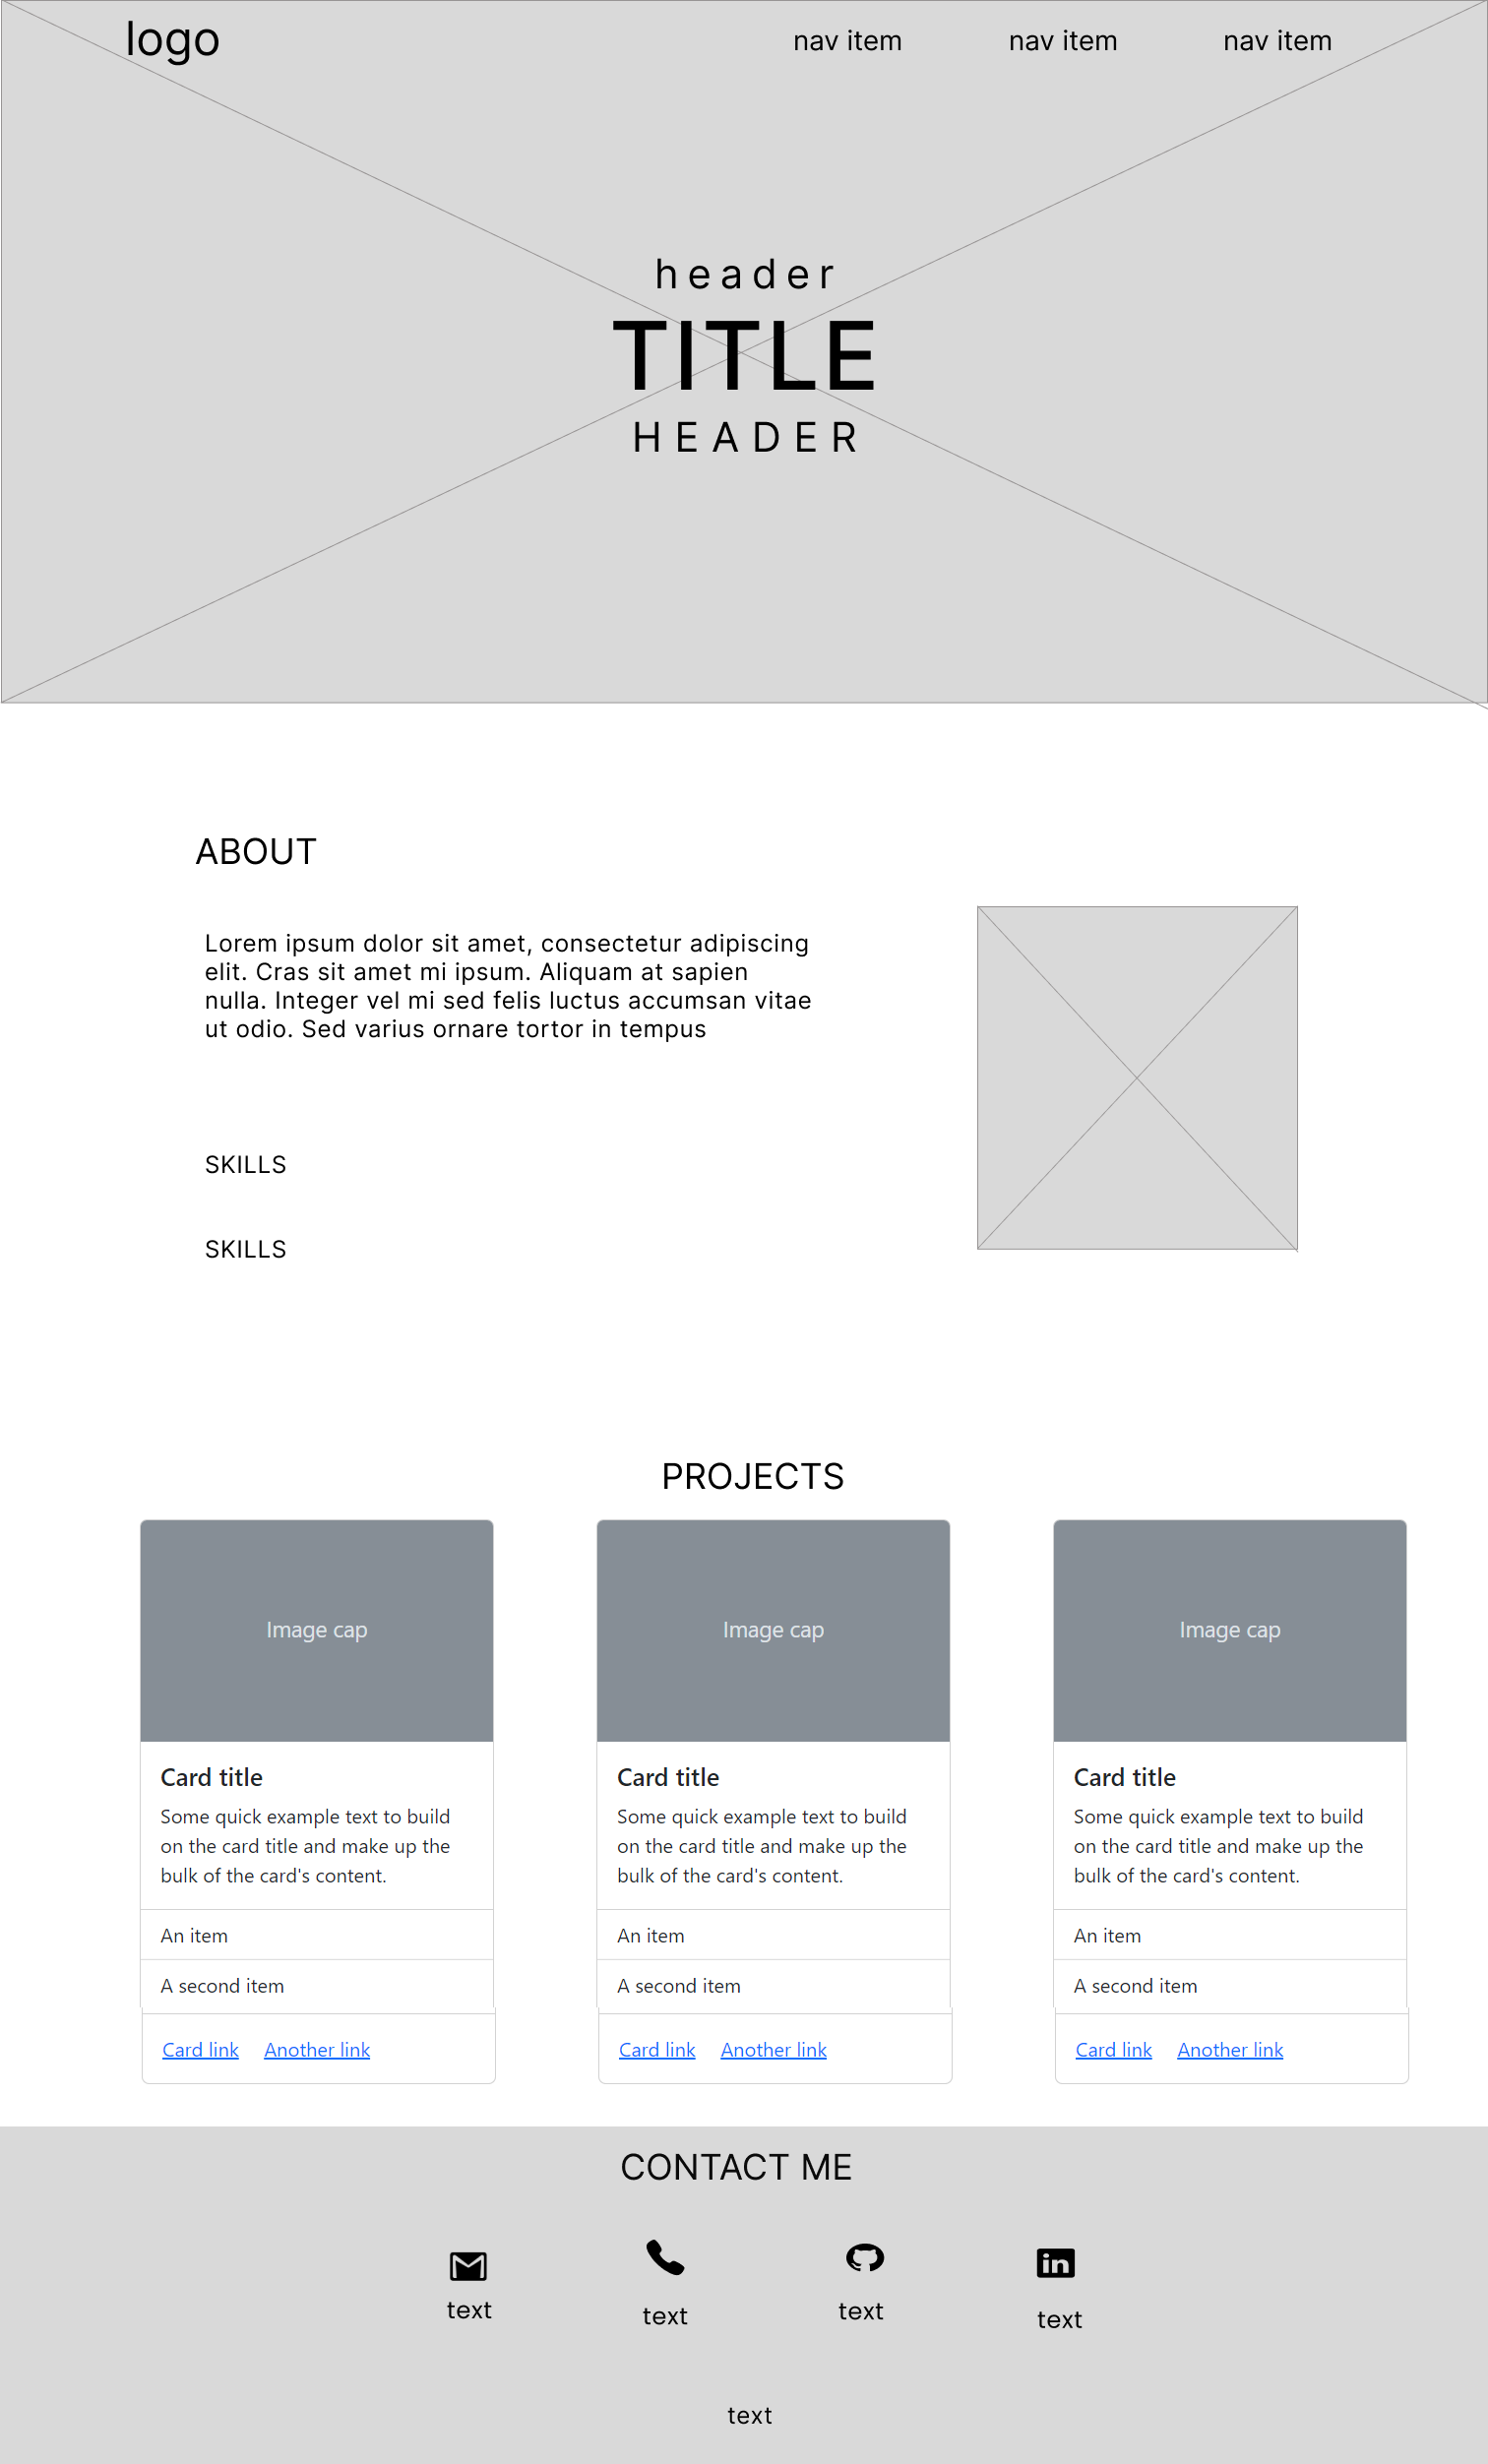 logo
nav item
nav item
nav item
header
TITLE
HEADER
ABOUT
Lorem ipsum dolor sit amet, consectetur adipiscing
elit. Cras sit amet mi ipsum. Aliquam at sapien
nulla. Integer vel mi sed felis luctus accumsan vitae
ut odio. Sed varius ornare tortor in tempus
SKILLS
SKILLS
PROJECTS
Image cap
Card title
Some quick example text to build
on the card title and make up the
bulk of the card's content.
An item
A second item
Card link
Another link
Image cap
Card title
Some quick example text to build
on the card title and make up the
bulk of the card's content.
An item
A second item
Card link
Another link
Image cap
Card title
Some quick example text to build
on the card title and make up the
bulk of the card's content.
An item
A second item
Card link
Another link
CONTACT ME
text
text
text
in
text
text